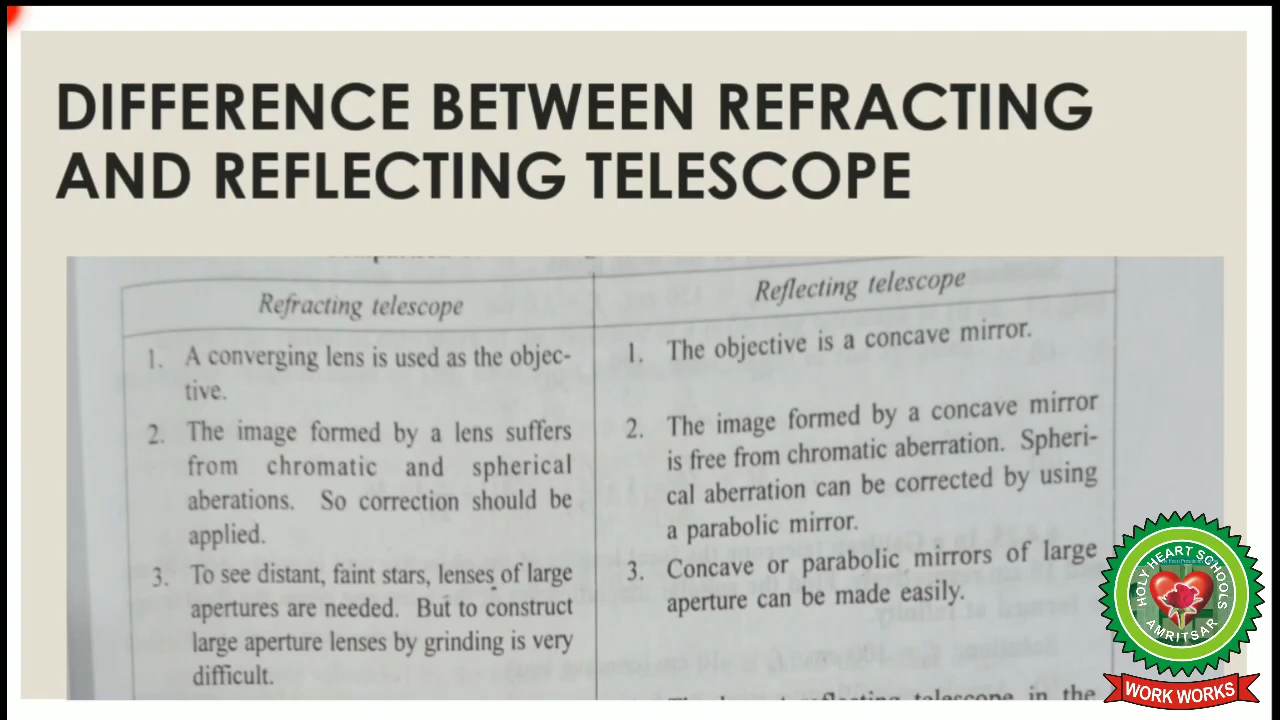 DIFFERENCE BETWEEN REFRACTING
AND REFLECTING TELESCOPE
Refracting telescope
1. A converging lens is used as the objec-
tive.
2. The image formed by a lens suffers
from chromatic and spherical
aberations. So correction should be
applied.
3. To see distant, faint stars, lenses of large
apertures are needed. But to construct
large aperture lenses by grinding is very
difficult.
Reflecting telescope
1. The objective is a concave mirror.
2. The image formed by a concave mirror
is free from chromatic aberration. Spheri-
cal aberration can be corrected by using
a parabolic mirror.
3. Concave or parabolic mirrors of large
aperture can be made easily.
reflecting telescope in the
HOLY HEART SCHOOLS
AMRITSAR
WORK WORKS